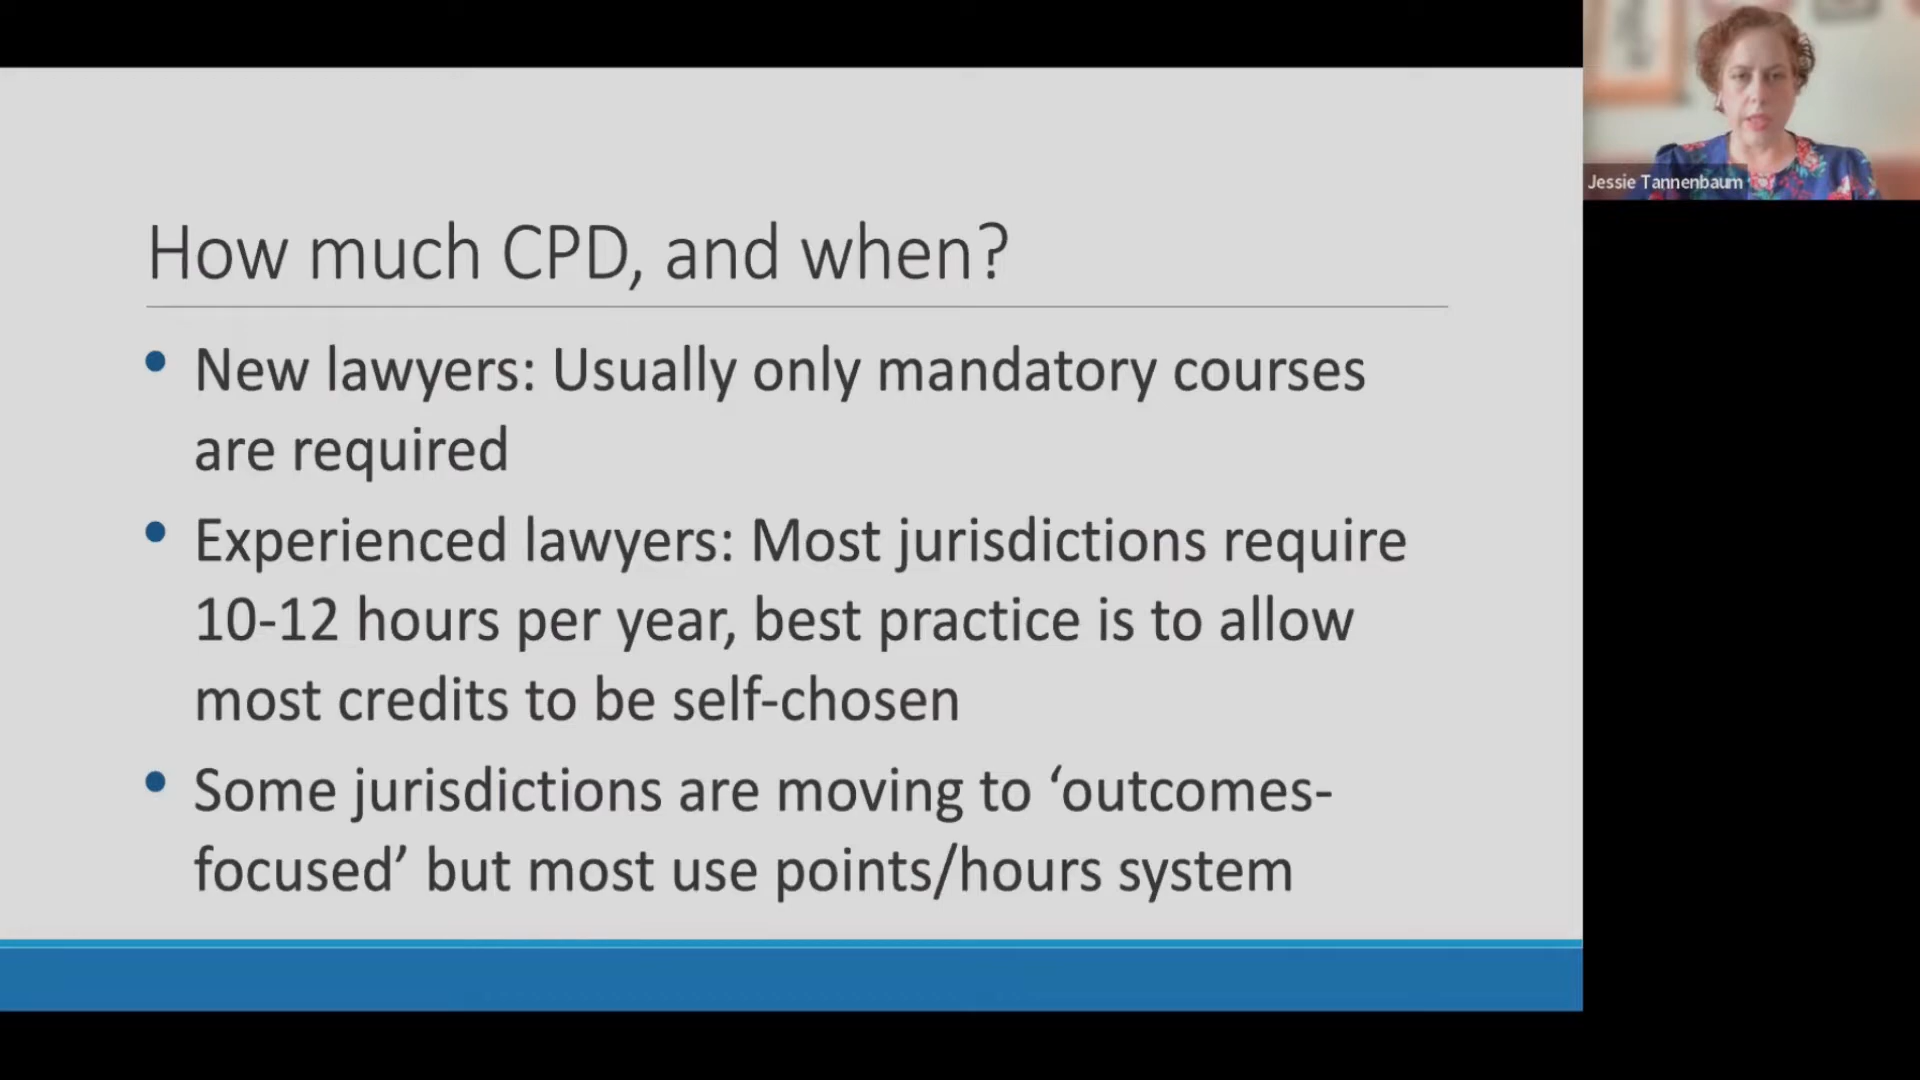 How much CPD, and when?
• New lawyers: Usually only mandatory courses
are required
• Experienced lawyers: Most jurisdictions require
10-12 hours per year, best practice is to allow
most credits to be self-chosen
• Some jurisdictions are moving to ‘outcomes-
focused’ but most use points/hours system
Jessie Tannenbaum